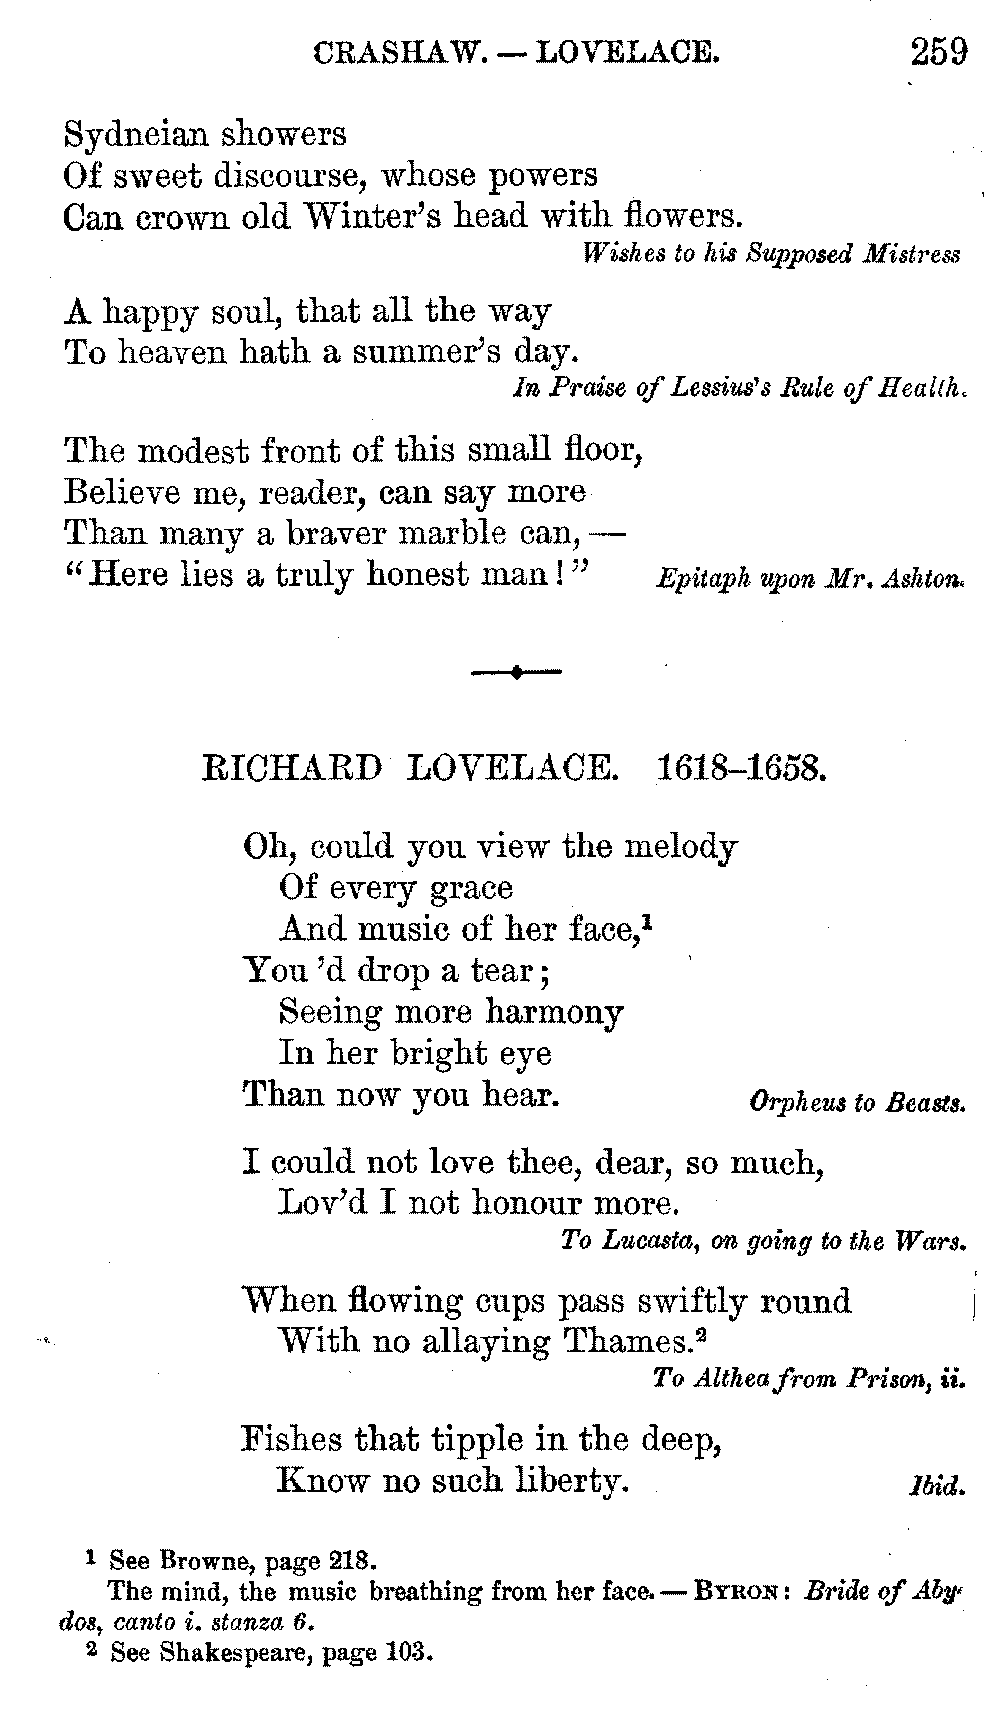 CRASHAW. — LOVELACE. 259
Sydneian showers
Of sweet discourse, whose powers
Can crown old Winter's head with flowers.
Wishes to his Supposed Mistress
A happy soul, that all the way
To heaven hath a summer's day.
In Praise of Lessius's Rule of Health.
The modest front of this small floor,
Believe me, reader, can say more
Than many a braver marble can, —
"Here lies a truly honest man!" Epitaph upon Mr. Ashton.
RICHARD LOVELACE. 1618–1658.
Oh, could you view the melody
Of every grace
And music of her face,¹
You 'd drop a tear;
Seeing more harmony
In her bright eye
Than now you hear. Orpheus to Beasts.
I could not love thee, dear, so much,
Lov'd I not honour more.
To Lucasta, on going to the Wars.
When flowing cups pass swiftly round
With no allaying Thames.²
To Althea from Prison, ii.
Fishes that tipple in the deep,
Know no such liberty. Ibid.
¹ See Browne, page 218.
The mind, the music breathing from her face. — BYRON: Bride of Aby-
dos, canto i. stanza 6.
² See Shakespeare, page 103.